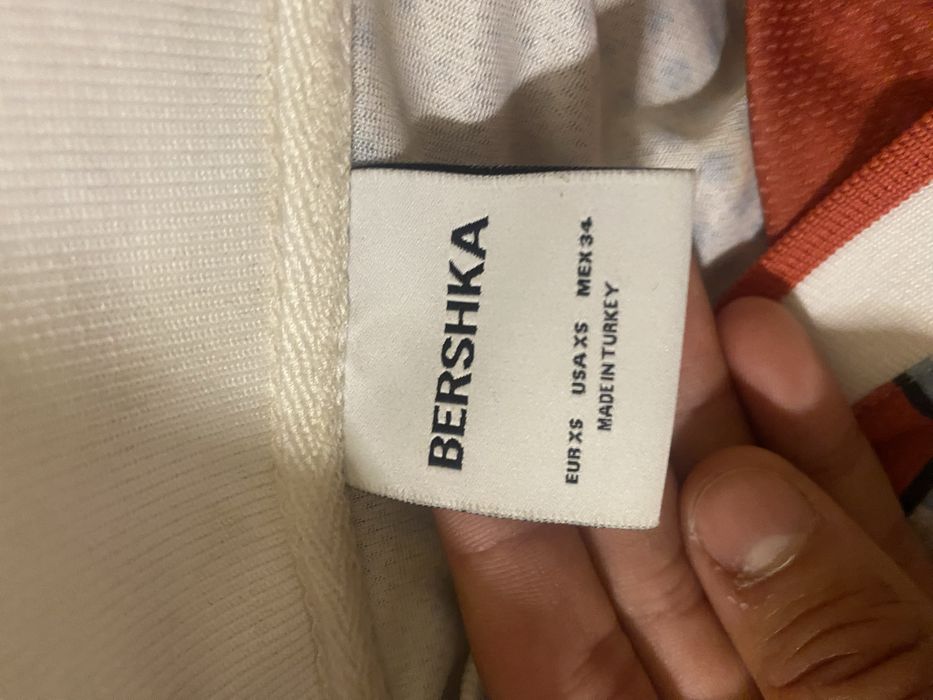 BERSHKA
EUR XS USA XS MEX 34
MADE IN TURKEY